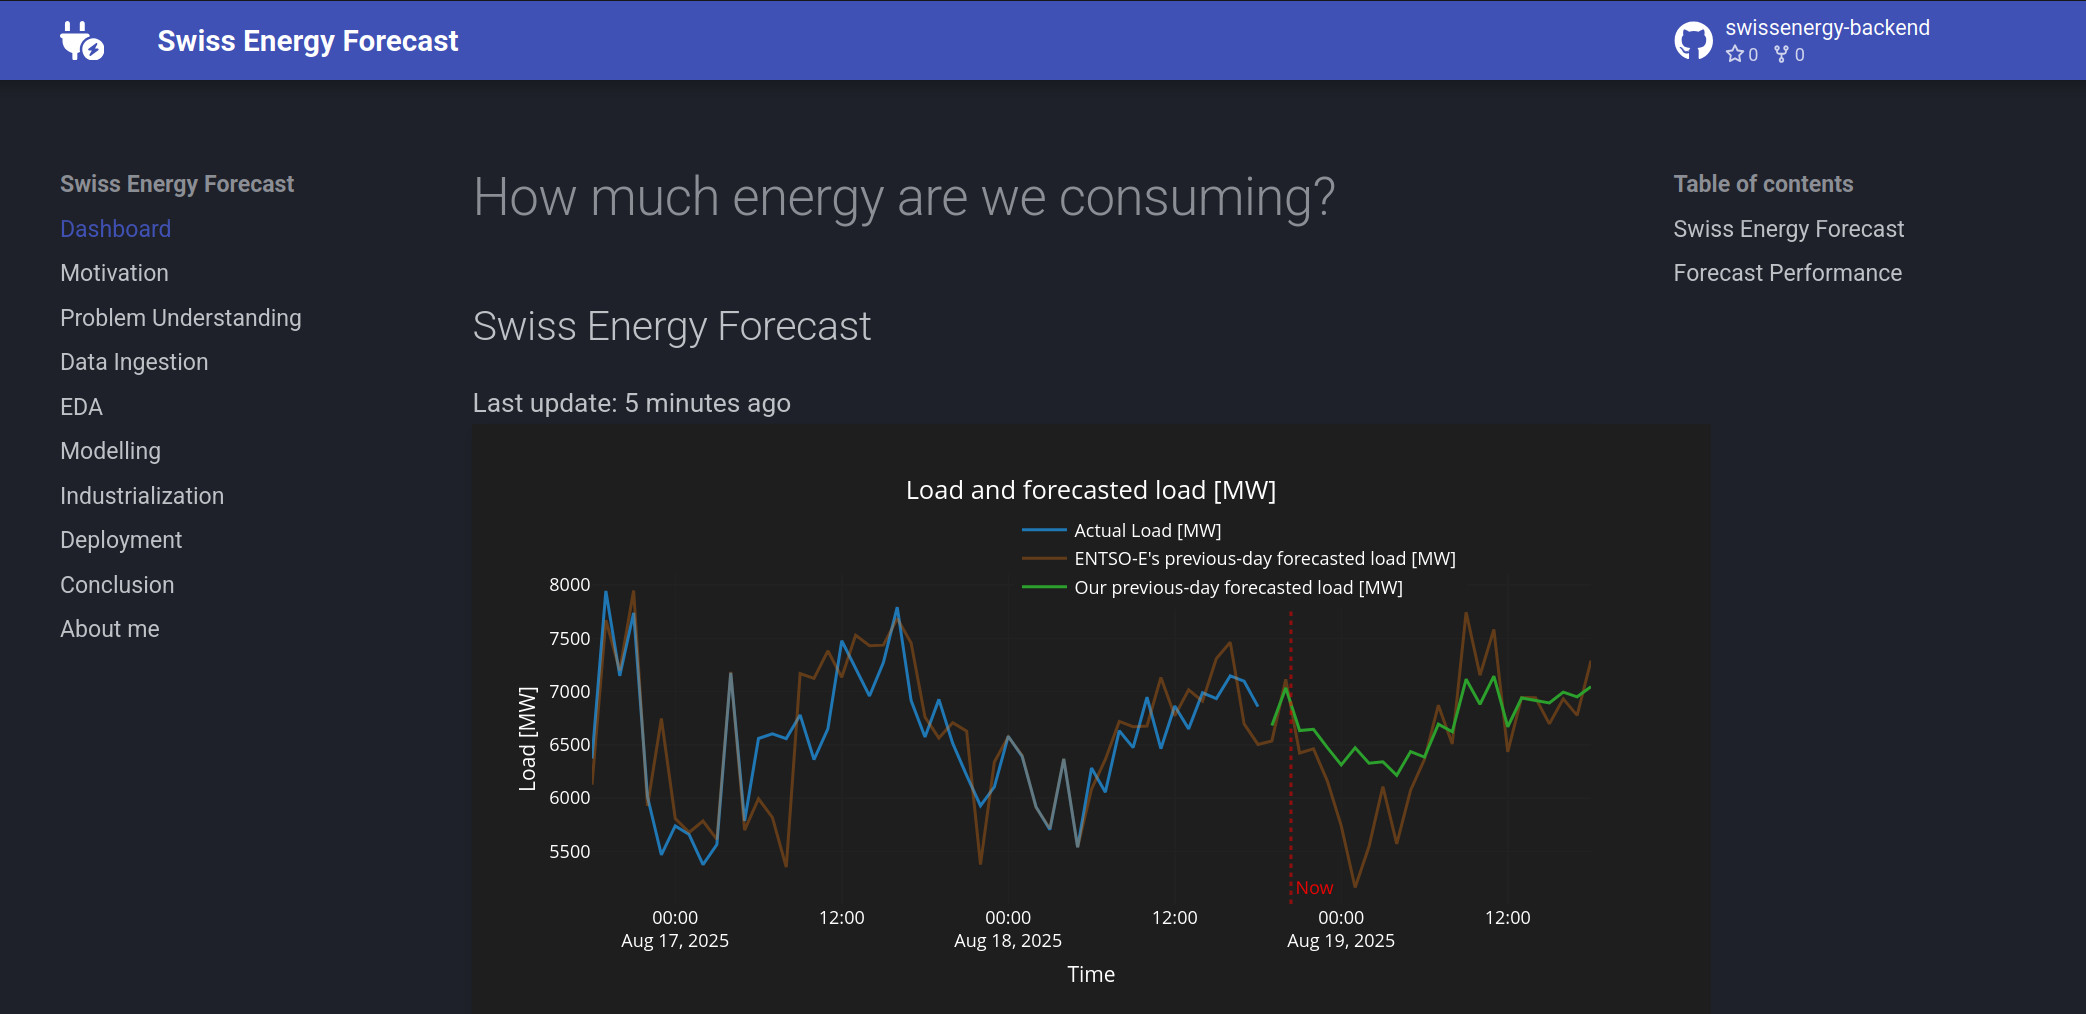 Swiss Energy Forecast
swissenergy-backend
0 0
Swiss Energy Forecast
Dashboard
Motivation
Problem Understanding
Data Ingestion
EDA
Modelling
Industrialization
Deployment
Conclusion
About me
How much energy are we consuming?
Swiss Energy Forecast
Last update: 5 minutes ago
Load and forecasted load [MW]
Actual Load [MW]
ENTSO-E's previous-day forecasted load [MW]
Our previous-day forecasted load [MW]
8000
7500
7000
6500
6000
5500
Load [MW]
Now
00:00 12:00 00:00 12:00 00:00 12:00
Aug 17, 2025 Aug 18, 2025 Aug 19, 2025
Time
Table of contents
Swiss Energy Forecast
Forecast Performance